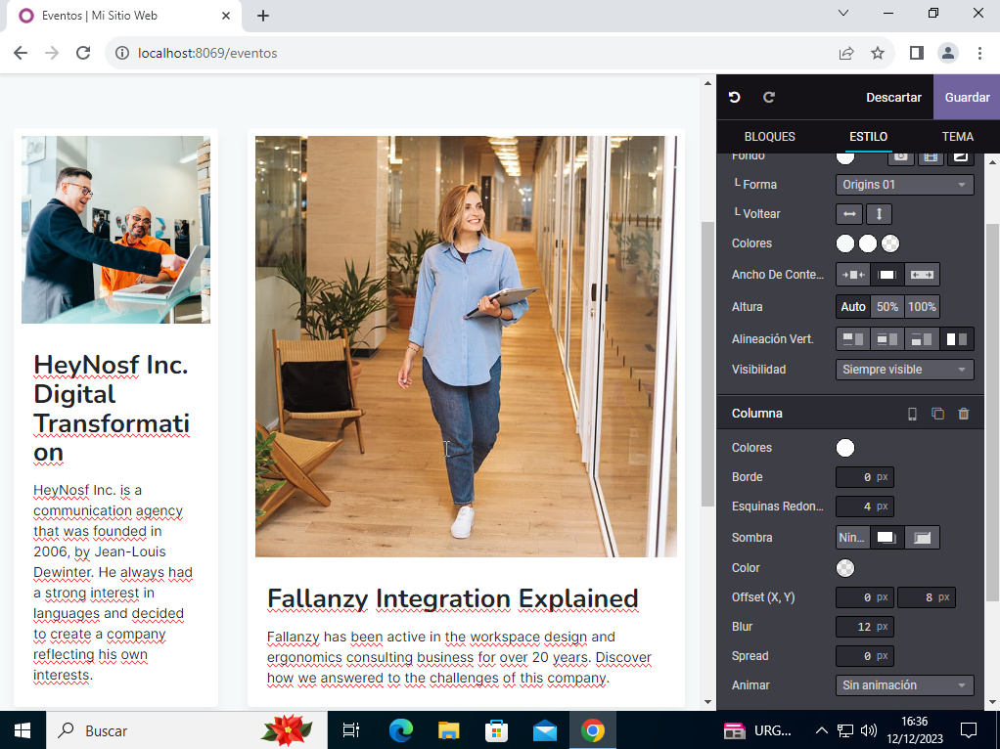 Eventos | Mi Sitio Web
localhost:8069/eventos
Descartar
Guardar
BLOQUES
ESTILO
TEMA
Fondo
└ Forma
Origins 01
└ Voltear
Colores
Ancho De Conte...
Altura
Auto
50%
100%
Alineación Vert.
Visibilidad
Siempre visible
Columna
Colores
Borde
0 px
Esquinas Redon...
4 px
Sombra
Nin...
Color
Offset (X, Y)
0 px
8 px
Blur
12 px
Spread
0 px
Animar
Sin animación
HeyNosf Inc.
Digital
Transformati
on
HeyNosf Inc. is a
communication agency
that was founded in
2006, by Jean-Louis
Dewinter. He always had
a strong interest in
languages and decided
to create a company
reflecting his own
interests.
Fallanzy Integration Explained
Fallanzy has been active in the workspace design and
ergonomics consulting business for over 20 years. Discover
how we answered to the challenges of this company.
Buscar
URG...
16:36
12/12/2023